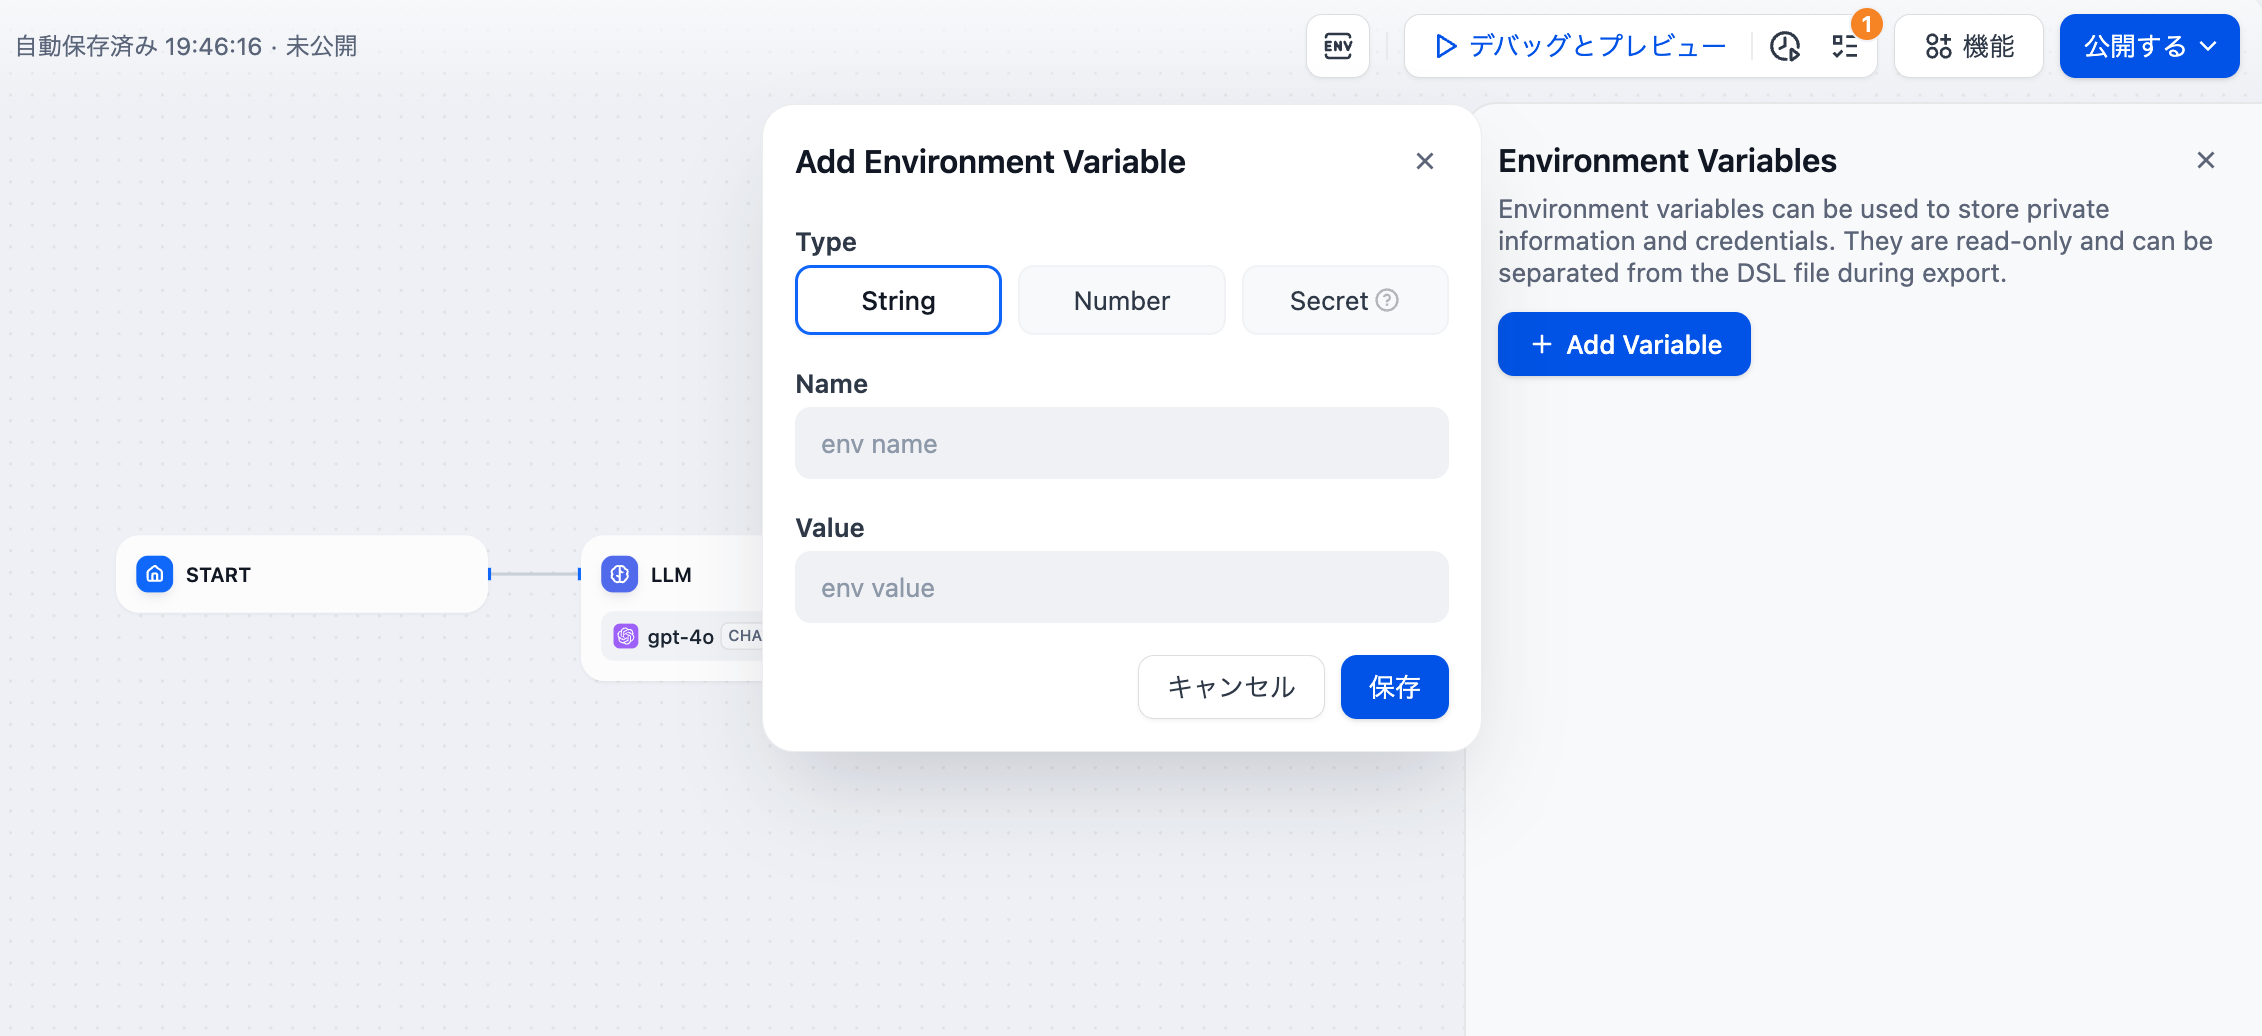 自動保存済み 19:46:16 · 未公開
ENV
デバッグとプレビュー
1
機能
公開する
Add Environment Variable
Type
String
Number
Secret
Name
env name
Value
env value
キャンセル
保存
Environment Variables
Environment variables can be used to store private
information and credentials. They are read-only and can be
separated from the DSL file during export.
Add Variable
START
LLM
gpt-4o
CHA